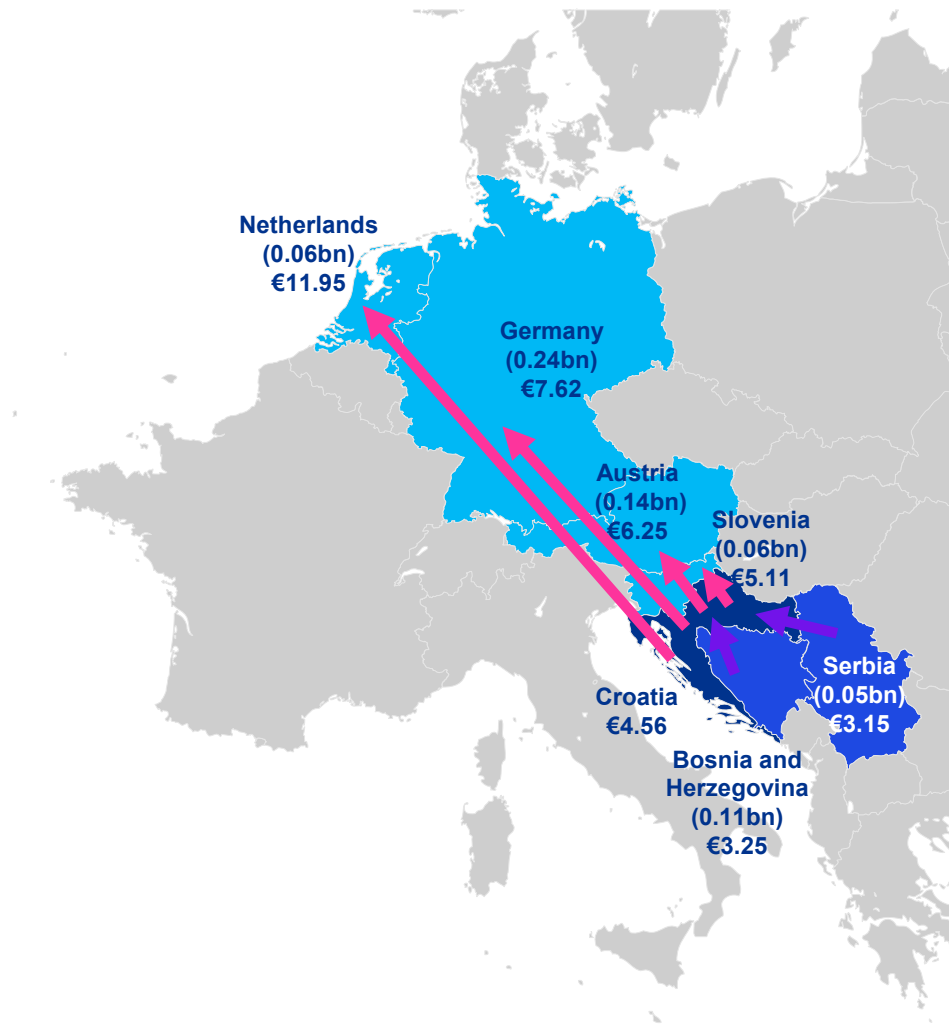 Netherlands
(0.06bn)
€11.95
Germany
(0.24bn)
€7.62
Austria
(0.14bn)
€6.25
Slovenia
(0.06bn)
€5.11
Serbia
(0.05bn)
€3.15
Croatia
€4.56
Bosnia and
Herzegovina
(0.11bn)
€3.25